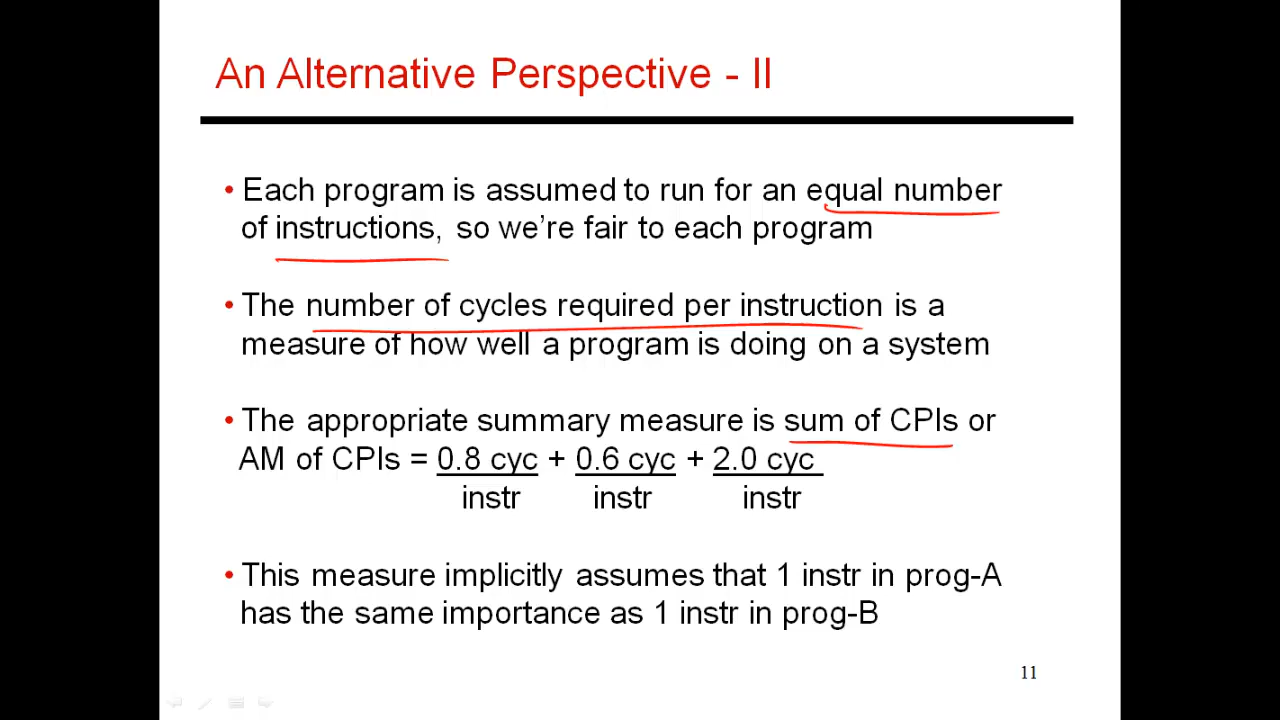 An Alternative Perspective - II
• Each program is assumed to run for an equal number
of instructions, so we're fair to each program
• The number of cycles required per instruction is a
measure of how well a program is doing on a system
• The appropriate summary measure is sum of CPIs or
AM of CPIs = 0.8 cyc + 0.6 cyc + 2.0 cyc
instr instr instr
• This measure implicitly assumes that 1 instr in prog-A
has the same importance as 1 instr in prog-B
11